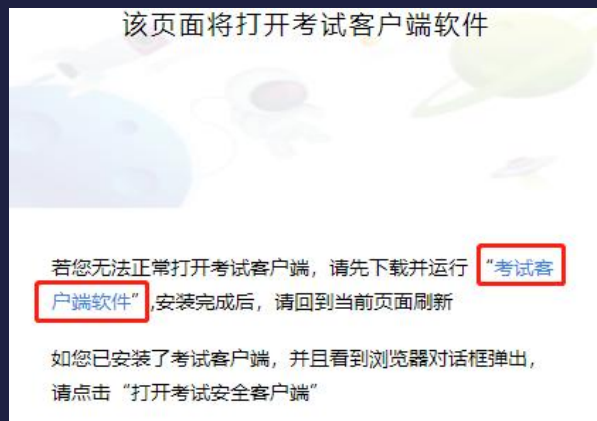 该页面将打开考试客户端软件
若您无法正常打开考试客户端，请先下载并运行 “考试客
户端软件”,安装完成后，请回到当前页面刷新
如您已安装了考试客户端，并且看到浏览器对话框弹出，
请点击“打开考试安全客户端”